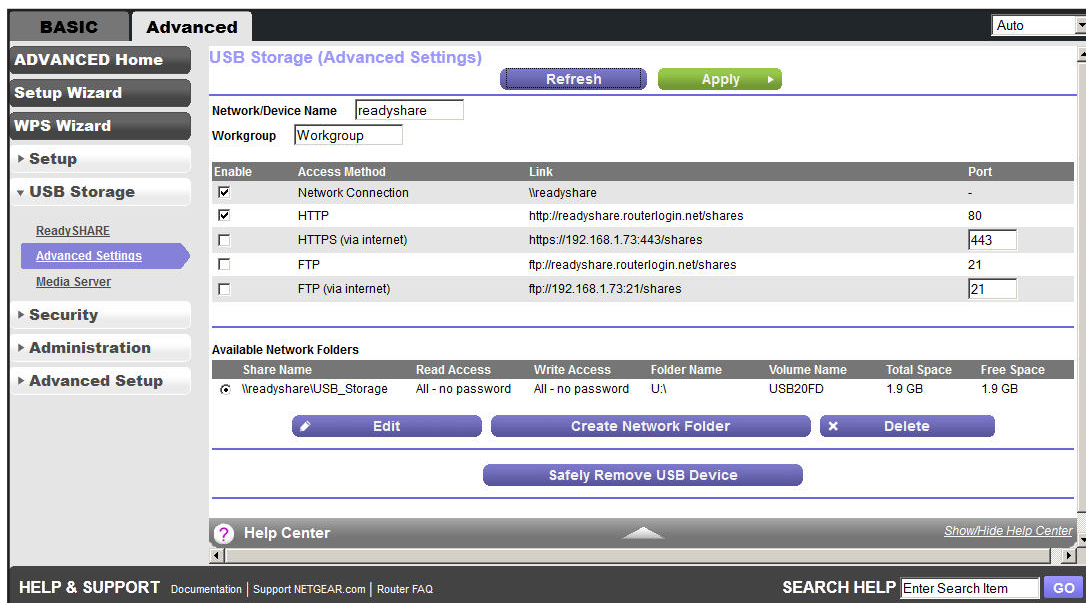 BASIC Advanced Auto
ADVANCED Home
Setup Wizard
WPS Wizard
Setup
USB Storage
ReadySHARE
Advanced Settings
Media Server
Security
Administration
Advanced Setup
USB Storage (Advanced Settings)
Refresh Apply
Network/Device Name readyshare
Workgroup Workgroup
Enable Access Method Link Port
Network Connection \\readyshare -
HTTP http://readyshare.routerlogin.net/shares 80
HTTPS (via internet) https://192.168.1.73:443/shares 443
FTP ftp://readyshare.routerlogin.net/shares 21
FTP (via internet) ftp://192.168.1.73:21/shares 21
Available Network Folders
Share Name Read Access Write Access Folder Name Volume Name Total Space Free Space
\\readyshare\USB_Storage All - no password All - no password U:\ USB20FD 1.9 GB 1.9 GB
Edit Create Network Folder Delete
Safely Remove USB Device
? Help Center Show/Hide Help Center
HELP & SUPPORT Documentation | Support NETGEAR.com | Router FAQ SEARCH HELP Enter Search Item GO